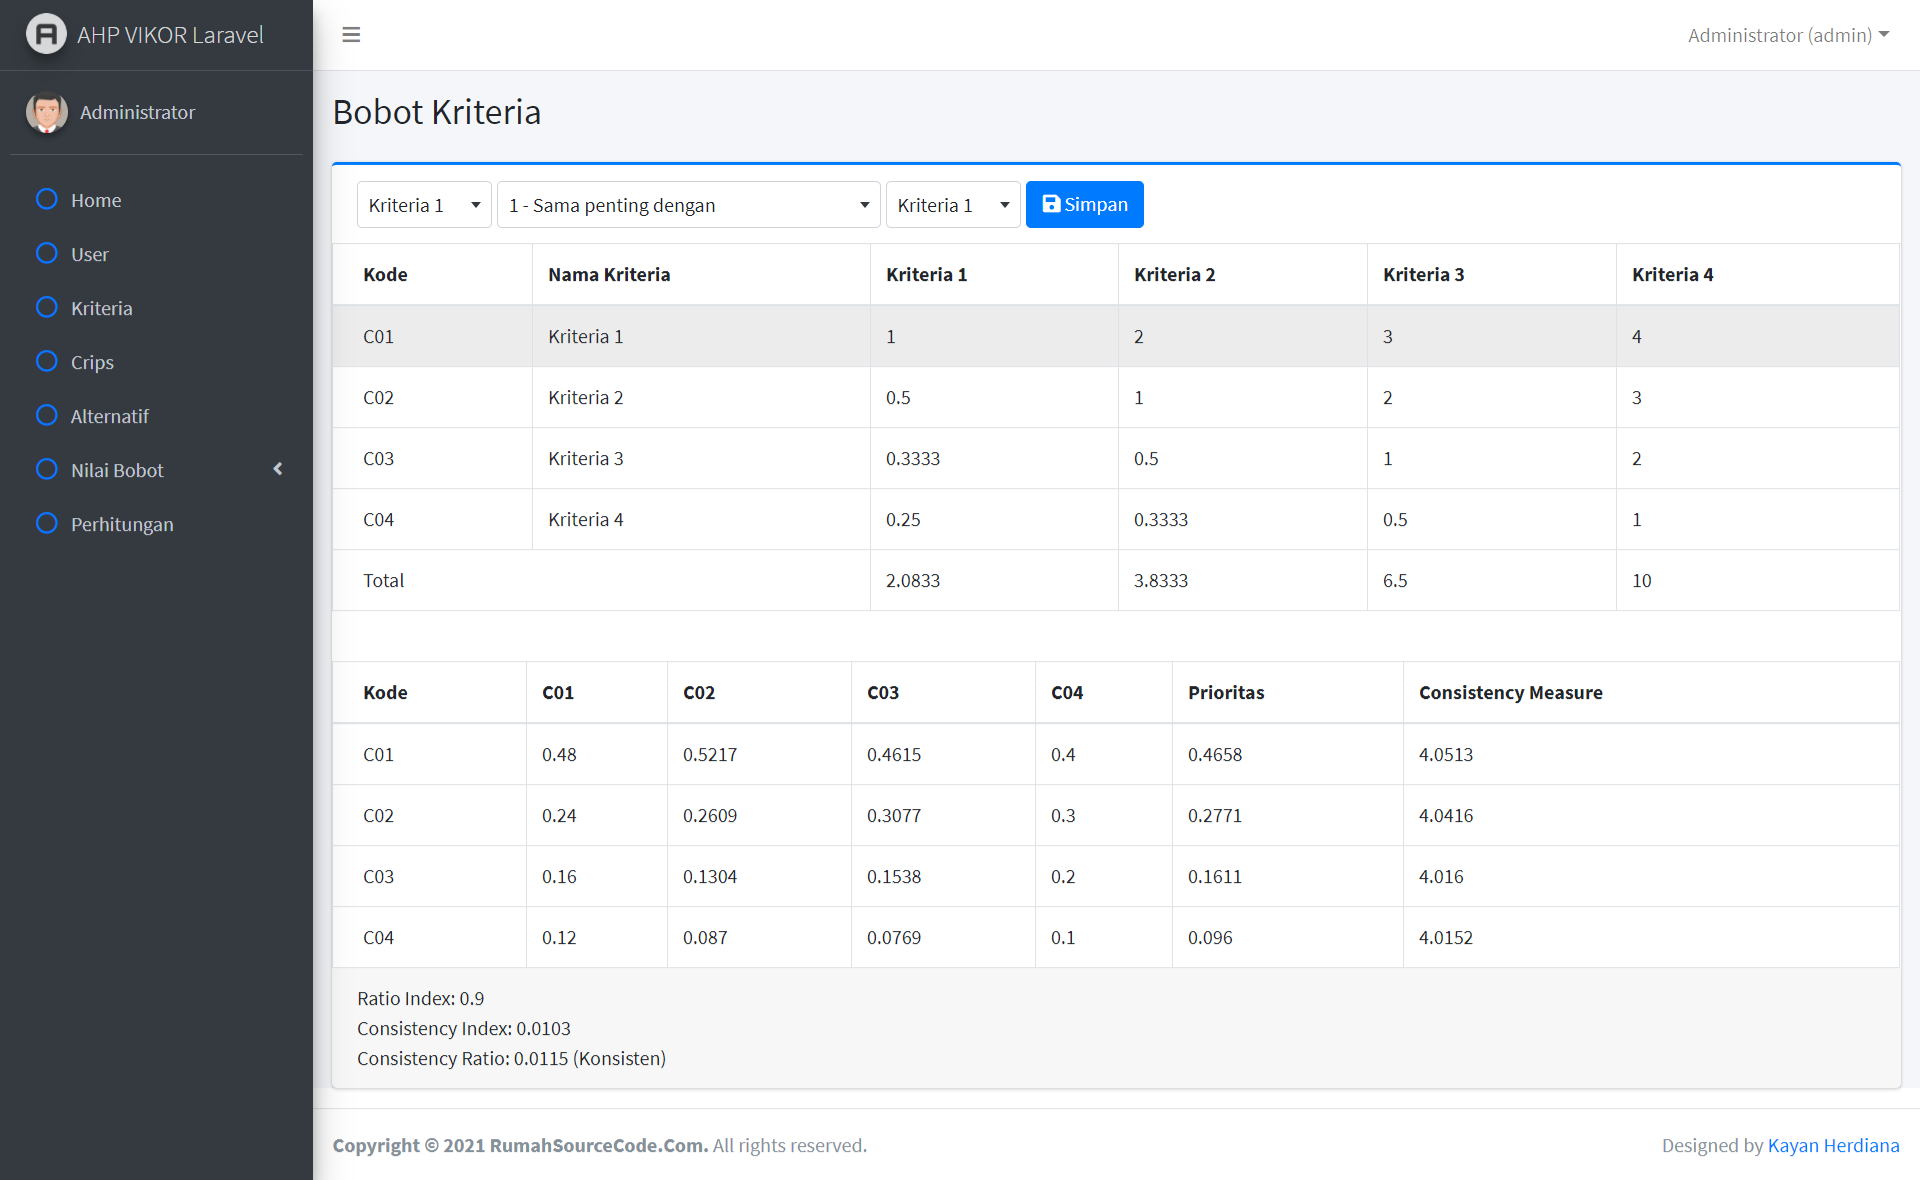 AHP VIKOR Laravel
Administrator (admin)
Administrator
Home
User
Kriteria
Crips
Alternatif
Nilai Bobot
Perhitungan
Bobot Kriteria
Kriteria 1 1 - Sama penting dengan Kriteria 1 Simpan
Kode Nama Kriteria Kriteria 1 Kriteria 2 Kriteria 3 Kriteria 4
C01 Kriteria 1 1 2 3 4
C02 Kriteria 2 0.5 1 2 3
C03 Kriteria 3 0.3333 0.5 1 2
C04 Kriteria 4 0.25 0.3333 0.5 1
Total 2.0833 3.8333 6.5 10
Kode C01 C02 C03 C04 Prioritas Consistency Measure
C01 0.48 0.5217 0.4615 0.4 0.4658 4.0513
C02 0.24 0.2609 0.3077 0.3 0.2771 4.0416
C03 0.16 0.1304 0.1538 0.2 0.1611 4.016
C04 0.12 0.087 0.0769 0.1 0.096 4.0152
Ratio Index: 0.9
Consistency Index: 0.0103
Consistency Ratio: 0.0115 (Konsisten)
Copyright © 2021 RumahSourceCode.Com. All rights reserved.
Designed by Kayan Herdiana